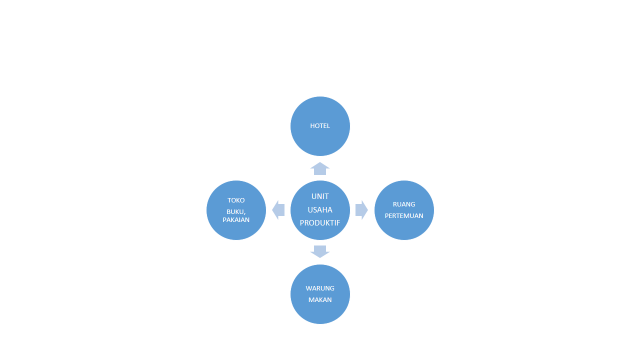 HOTEL
TOKO
BUKU,
PAKAIAN
UNIT
USAHA
PRODUKTIF
RUANG
PERTEMUAN
WARUNG
MAKAN